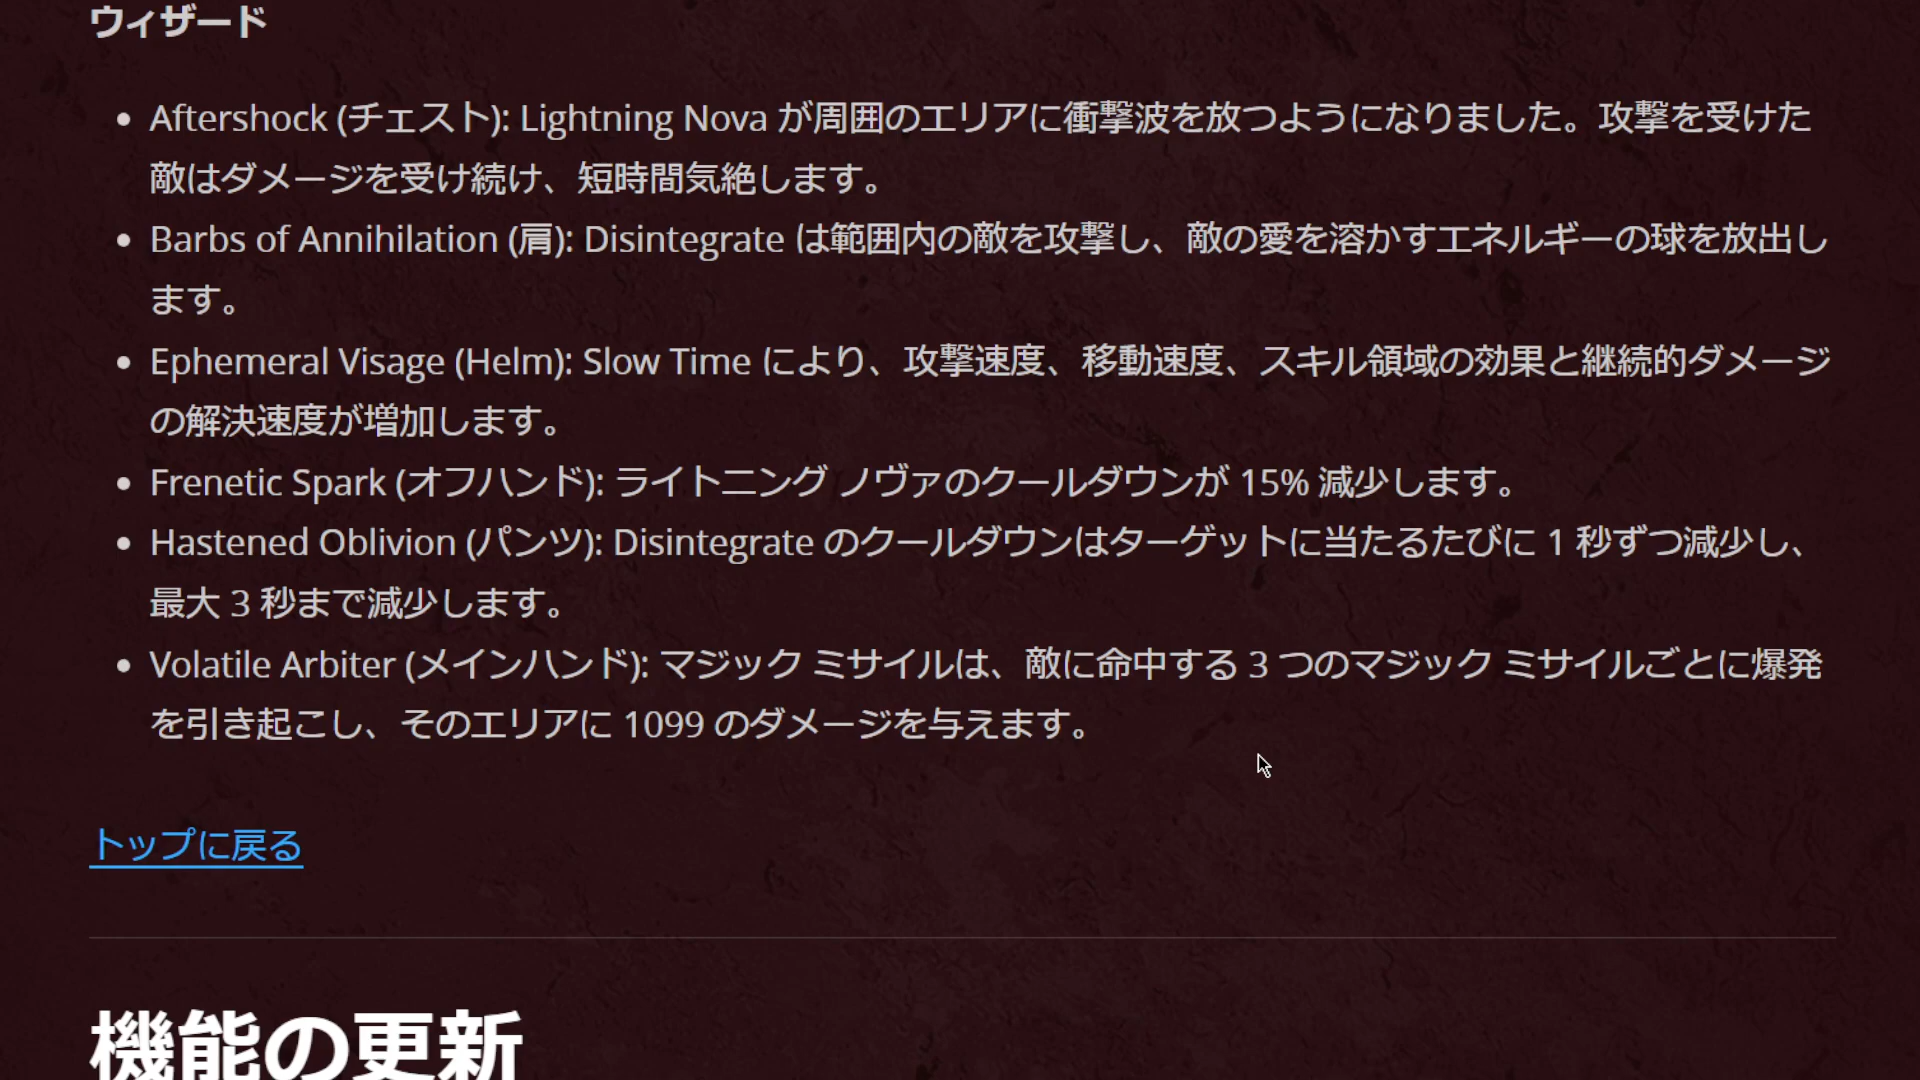 ウィザード
Aftershock (チェスト): Lightning Nova が周囲のエリアに衝撃波を放つようになりました。攻撃を受けた
敵はダメージを受け続け、短時間気絶します。
Barbs of Annihilation (肩): Disintegrate は範囲内の敵を攻撃し、敵の愛を溶かすエネルギーの球を放出し
ます。
Ephemeral Visage (Helm): Slow Time により、攻撃速度、移動速度、スキル領域の効果と継続的ダメージ
の解決速度が増加します。
Frenetic Spark (オフハンド): ライトニング ノヴァのクールダウンが 15% 減少します。
Hastened Oblivion (パンツ): Disintegrate のクールダウンはターゲットに当たるたびに 1 秒ずつ減少し、
最大 3 秒まで減少します。
Volatile Arbiter (メインハンド): マジック ミサイルは、敵に命中する 3 つのマジック ミサイルごとに爆発
を引き起こし、そのエリアに 1099 のダメージを与えます。
トップに戻る
機能の更新